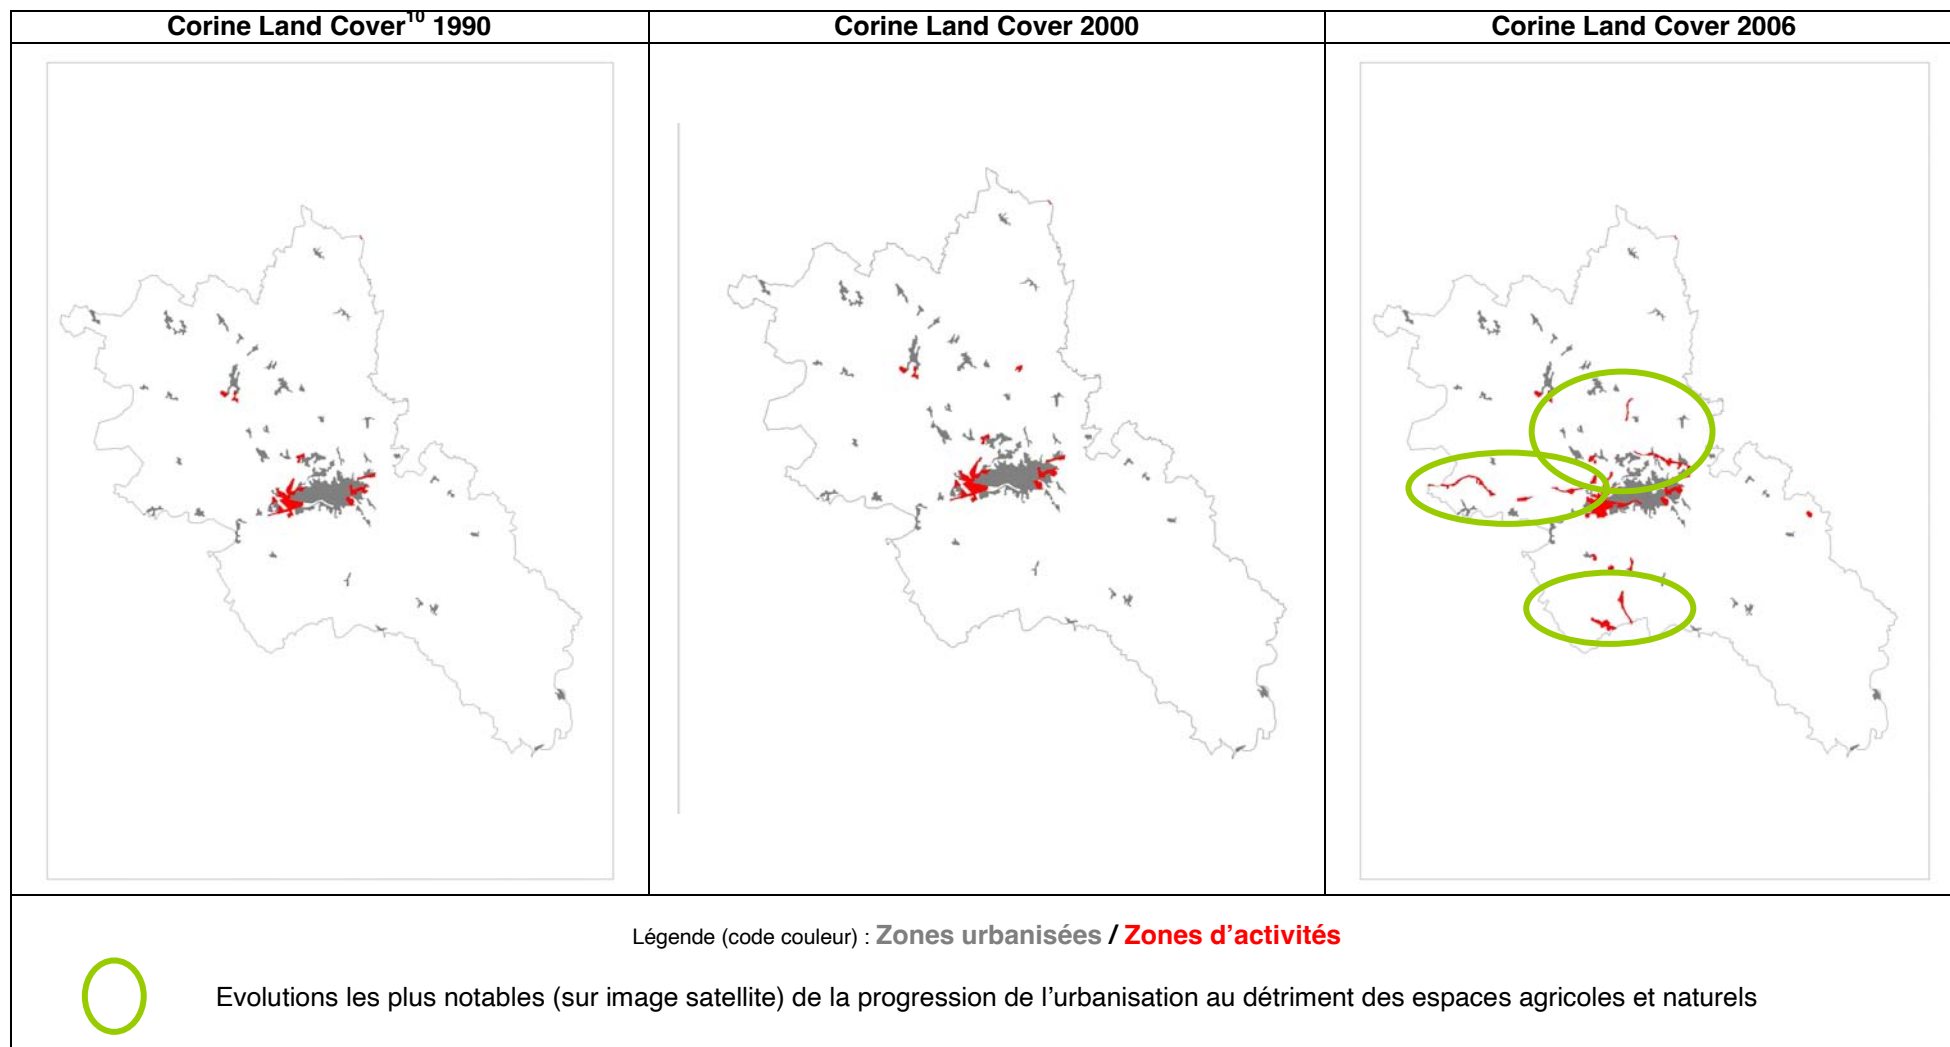 Corine Land Cover10 1990
Corine Land Cover 2000
Corine Land Cover 2006
Légende (code couleur) : Zones urbanisées / Zones d’activités
Evolutions les plus notables (sur image satellite) de la progression de l’urbanisation au détriment des espaces agricoles et naturels